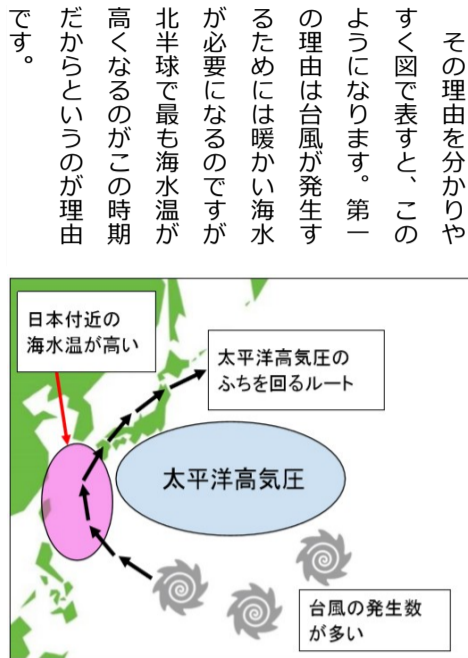 その理由を分かりや
すく図で表すと、この
ようになります。第一
の理由は台風が発生す
るためには暖かい海水
が必要になるのですが
北半球で最も海水温が
高くなるのがこの時期
だからというのが理由
です。
日本付近の
海水温が高い
太平洋高気圧の
ふちを回るルート
太平洋高気圧
台風の発生数
が多い